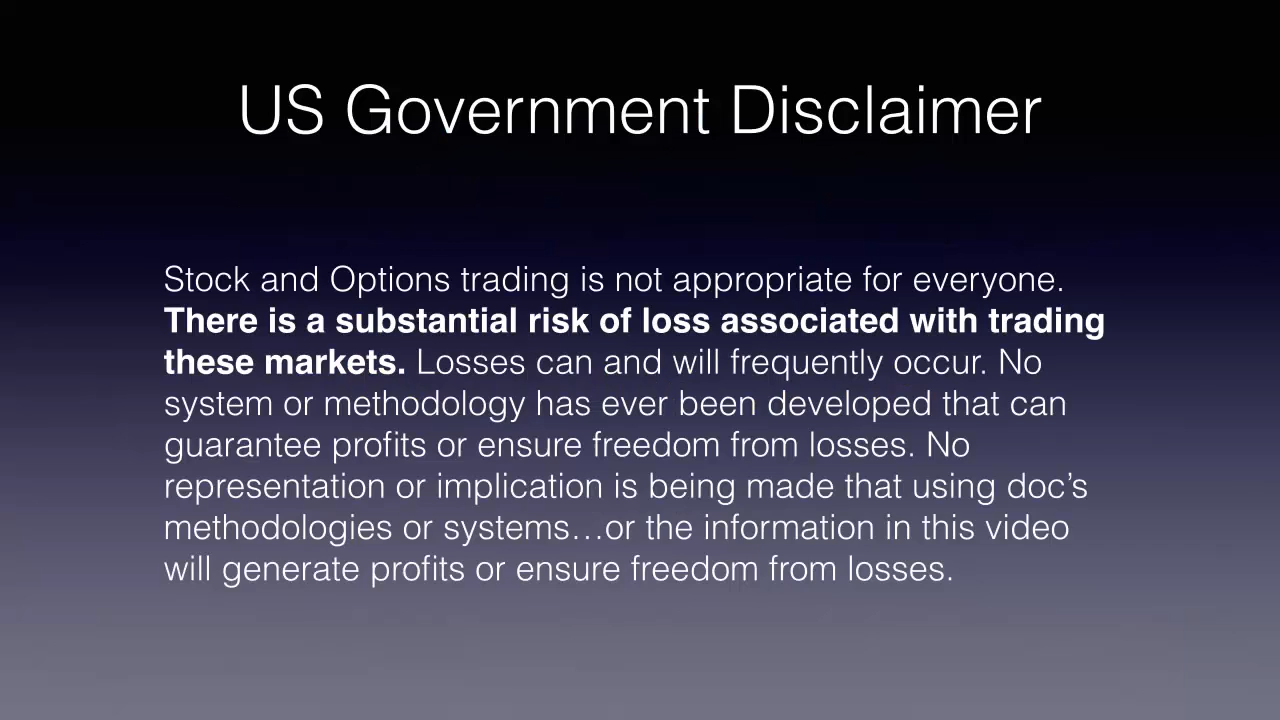 US Government Disclaimer
Stock and Options trading is not appropriate for everyone.
There is a substantial risk of loss associated with trading
these markets. Losses can and will frequently occur. No
system or methodology has ever been developed that can
guarantee profits or ensure freedom from losses. No
representation or implication is being made that using doc’s
methodologies or systems…or the information in this video
will generate profits or ensure freedom from losses.